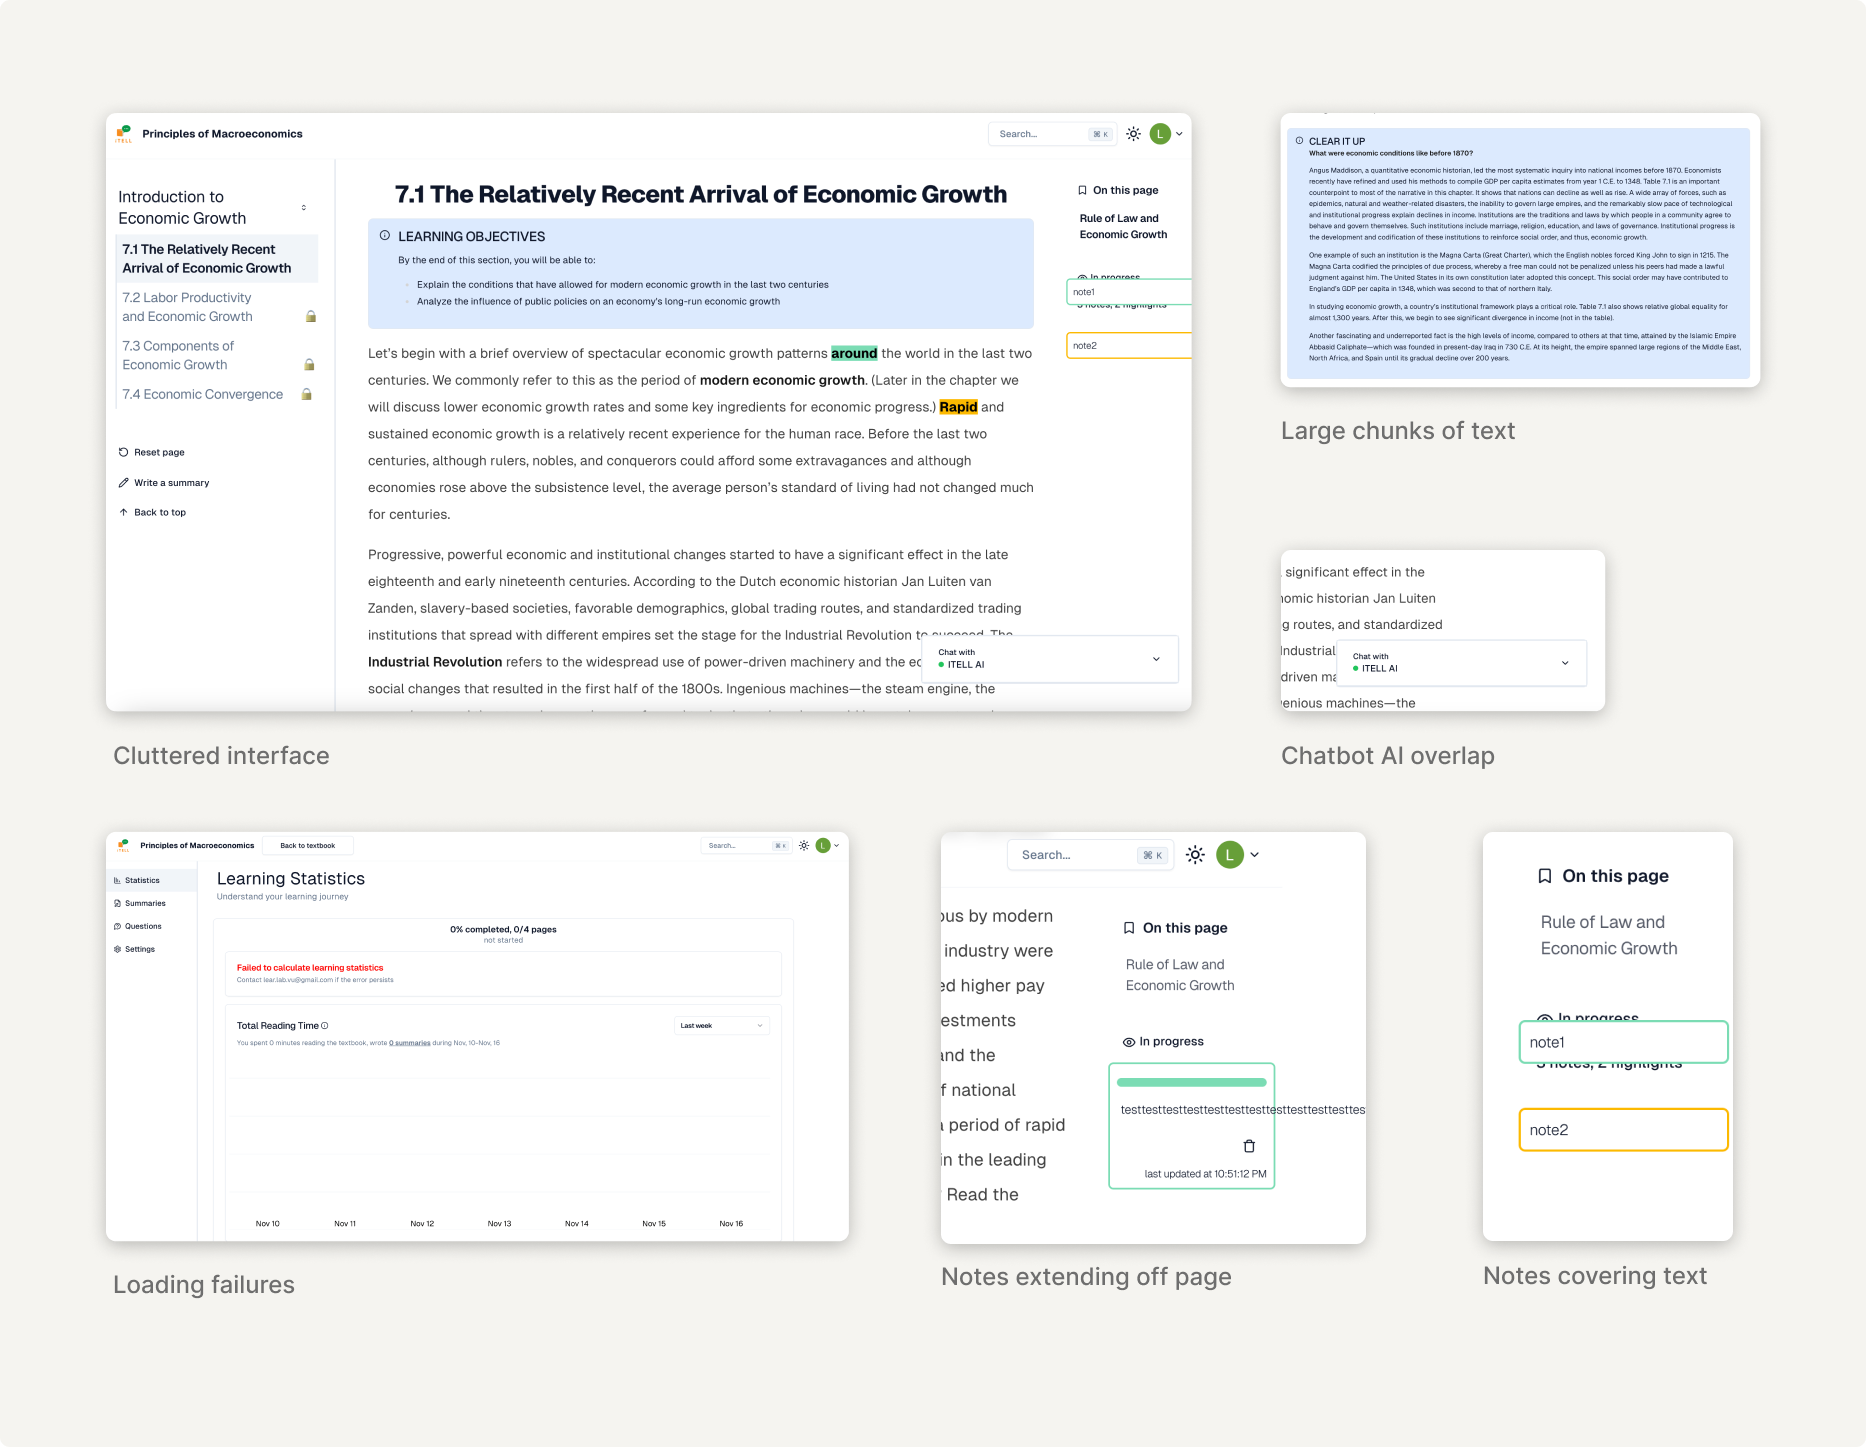 ITELL
Principles of Macroeconomics
Search...
⌘ K
L
Introduction to
Economic Growth
7.1 The Relatively Recent
Arrival of Economic Growth
7.2 Labor Productivity
and Economic Growth
7.3 Components of
Economic Growth
7.4 Economic Convergence
Reset page
Write a summary
Back to top
7.1 The Relatively Recent Arrival of Economic Growth
LEARNING OBJECTIVES
By the end of this section, you will be able to:
Explain the conditions that have allowed for modern economic growth in the last two centuries
Analyze the influence of public policies on an economy's long-run economic growth
Let's begin with a brief overview of spectacular economic growth patterns around the world in the last two
centuries. We commonly refer to this as the period of modern economic growth. (Later in the chapter we
will discuss lower economic growth rates and some key ingredients for economic progress.) Rapid and
sustained economic growth is a relatively recent experience for the human race. Before the last two
centuries, although rulers, nobles, and conquerors could afford some extravagances and although
economies rose above the subsistence level, the average person's standard of living had not changed much
for centuries.
Progressive, powerful economic and institutional changes started to have a significant effect in the late
eighteenth and early nineteenth centuries. According to the Dutch economic historian Jan Luiten van
Zanden, slavery-based societies, favorable demographics, global trading routes, and standardized trading
institutions that spread with different empires set the stage for the Industrial Revolution to succeed. The
Industrial Revolution refers to the widespread use of power-driven machinery and the ec
social changes that resulted in the first half of the 1800s. Ingenious machines—the steam engine, the
On this page
Rule of Law and
Economic Growth
In progress
note1
3 notes, 2 highlights
note2
Chat with
ITELL AI
Cluttered interface
CLEAR IT UP
What were economic conditions like before 1870?
Angus Maddison, a quantitative economic historian, led the most systematic inquiry into national incomes before 1870. Economists
recently have refined and used his methods to compile GDP per capita estimates from year 1 C.E. to 1348. Table 7.1 is an important
counterpoint to most of the narrative in this chapter. It shows that nations can decline as well as rise. A wide array of forces, such as
epidemics, natural and weather-related disasters, the inability to govern large empires, and the remarkably slow pace of technological
and institutional progress explain declines in income. Institutions are the traditions and laws by which people in a community agree to
behave and govern themselves. Such institutions include marriage, religion, education, and laws of governance. Institutional progress is
the development and codification of these institutions to reinforce social order, and thus, economic growth.
One example of such an institution is the Magna Carta (Great Charter), which the English nobles forced King John to sign in 1215. The
Magna Carta codified the principles of due process, whereby a free man could not be penalized unless his peers had made a lawful
judgment against him. The United States in its own constitution later adopted this concept. This social order may have contributed to
England's GDP per capita in 1348, which was second to that of northern Italy.
In studying economic growth, a country's institutional framework plays a critical role. Table 7.1 also shows relative global equality for
almost 1,300 years. After this, we begin to see significant divergence in income (not in the table).
Another fascinating and underreported fact is the high levels of income, compared to others at that time, attained by the Islamic Empire
Abbasid Caliphate—which was founded in present-day Iraq in 730 C.E. At its height, the empire spanned large regions of the Middle East,
North Africa, and Spain until its gradual decline over 200 years.
Large chunks of text
significant effect in the
nomic historian Jan Luiten
g routes, and standardized
Industrial
driven ma
enious machines—the
Chat with
ITELL AI
Chatbot AI overlap
ITELL
Principles of Macroeconomics
Back to textbook
Search...
⌘ K
L
Statistics
Summaries
Questions
Settings
Learning Statistics
Understand your learning journey
0% completed, 0/4 pages
not started
Failed to calculate learning statistics
Contact lear.lab.vu@gmail.com if the error persists
Total Reading Time
Last week
You spent 0 minutes reading the textbook, wrote 0 summaries during Nov, 10-Nov, 16
Nov 10 Nov 11 Nov 12 Nov 13 Nov 14 Nov 15 Nov 16
Loading failures
Search...
⌘ K
L
ous by modern
industry were
ed higher pay
estments
and the
f national
a period of rapid
in the leading
Read the
On this page
Rule of Law and
Economic Growth
In progress
testtesttesttesttesttesttesttesttesttesttesttes
last updated at 10:51:12 PM
Notes extending off page
On this page
Rule of Law and
Economic Growth
In progress
note1
3 notes, 2 highlights
note2
Notes covering text